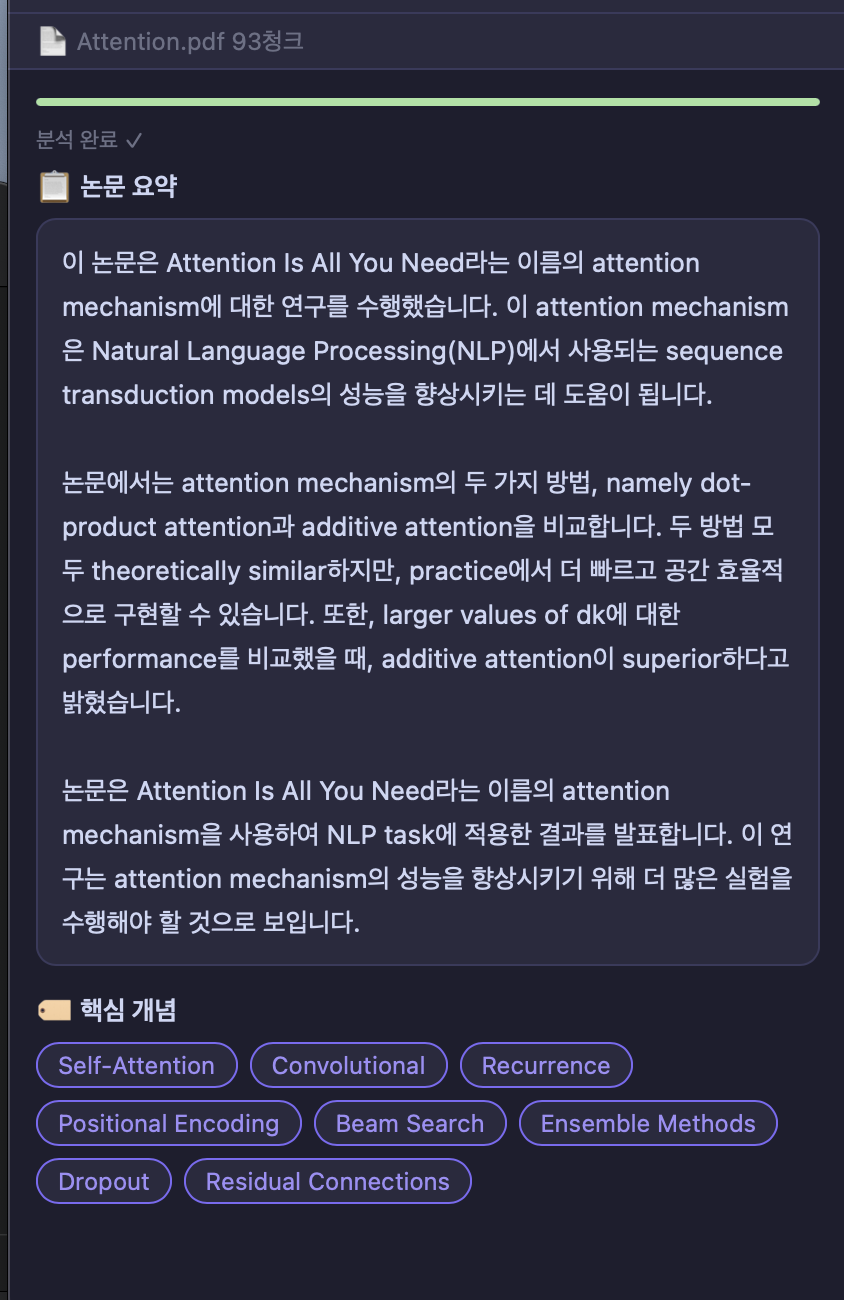 Attention.pdf 93청크
분석 완료 ✓
논문 요약
이 논문은 Attention Is All You Need라는 이름의 attention
mechanism에 대한 연구를 수행했습니다. 이 attention mechanism
은 Natural Language Processing(NLP)에서 사용되는 sequence
transduction models의 성능을 향상시키는 데 도움이 됩니다.
논문에서는 attention mechanism의 두 가지 방법, namely dot-
product attention과 additive attention을 비교합니다. 두 방법 모
두 theoretically similar하지만, practice에서 더 빠르고 공간 효율적
으로 구현할 수 있습니다. 또한, larger values of dk에 대한
performance를 비교했을 때, additive attention이 superior하다고
밝혔습니다.
논문은 Attention Is All You Need라는 이름의 attention
mechanism을 사용하여 NLP task에 적용한 결과를 발표합니다. 이 연
구는 attention mechanism의 성능을 향상시키기 위해 더 많은 실험을
수행해야 할 것으로 보입니다.
핵심 개념
Self-Attention Convolutional Recurrence
Positional Encoding Beam Search Ensemble Methods
Dropout Residual Connections